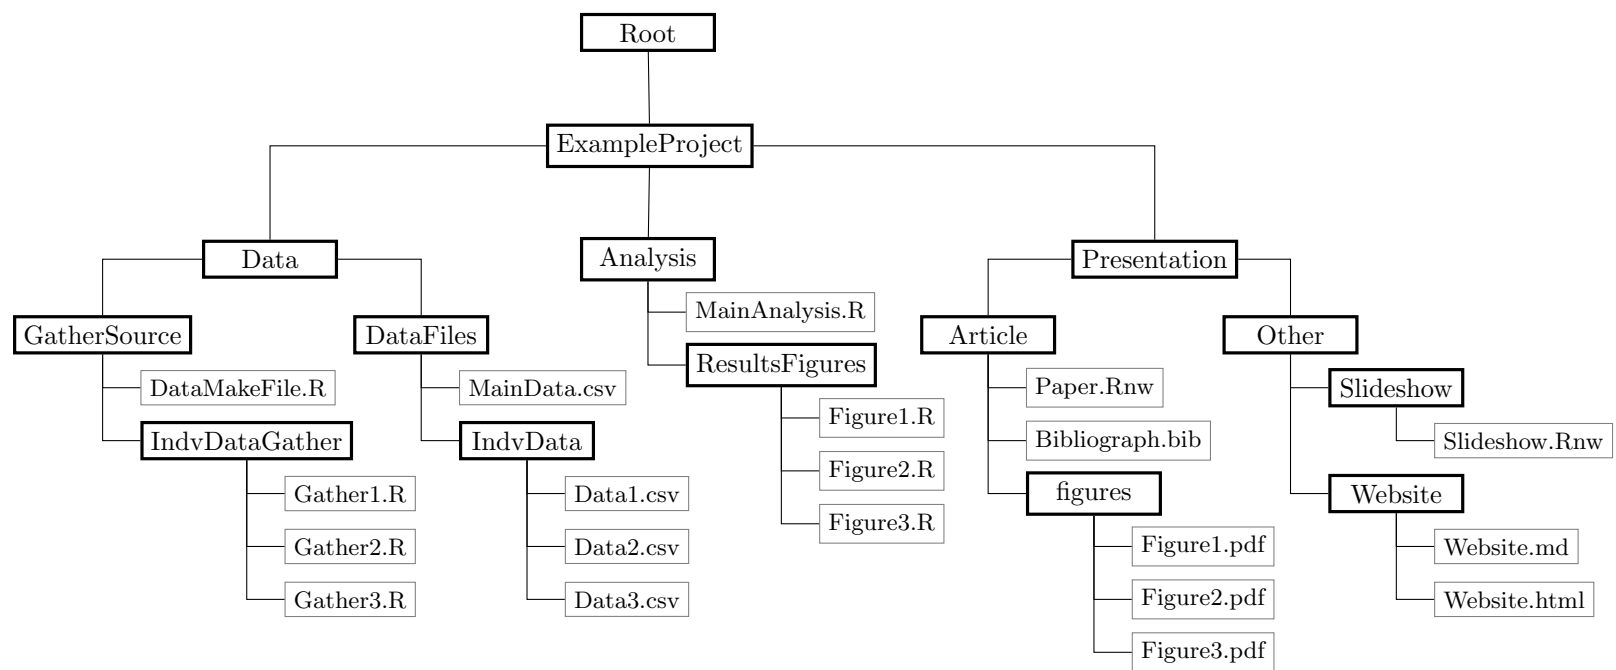 Root
ExampleProject
Data
Analysis
Presentation
GatherSource
DataMakeFile.R
IndvDataGather
Gather1.R
Gather2.R
Gather3.R
DataFiles
MainData.csv
IndvData
Data1.csv
Data2.csv
Data3.csv
MainAnalysis.R
ResultsFigures
Figure1.R
Figure2.R
Figure3.R
Article
Paper.Rnw
Bibliograph.bib
figures
Figure1.pdf
Figure2.pdf
Figure3.pdf
Other
Slideshow
Slideshow.Rnw
Website
Website.md
Website.html